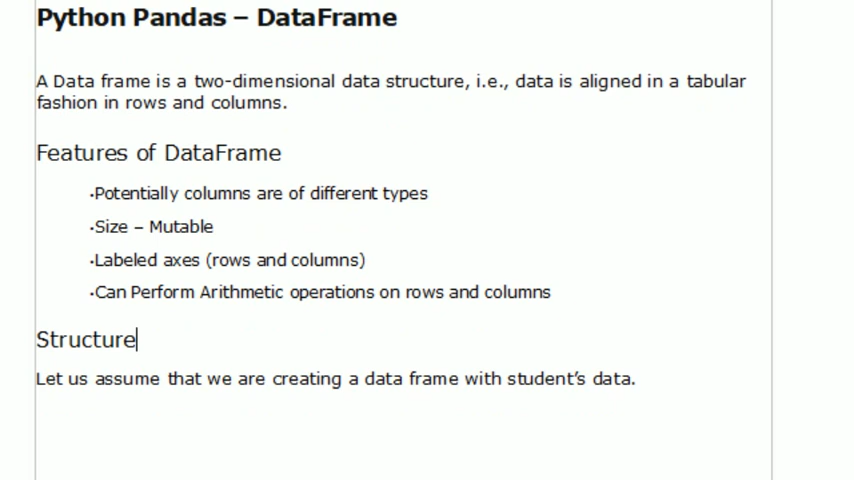 Python Pandas – DataFrame
A Data frame is a two-dimensional data structure, i.e., data is aligned in a tabular
fashion in rows and columns.
Features of DataFrame
·Potentially columns are of different types
·Size – Mutable
·Labeled axes (rows and columns)
·Can Perform Arithmetic operations on rows and columns
Structure
Let us assume that we are creating a data frame with student’s data.